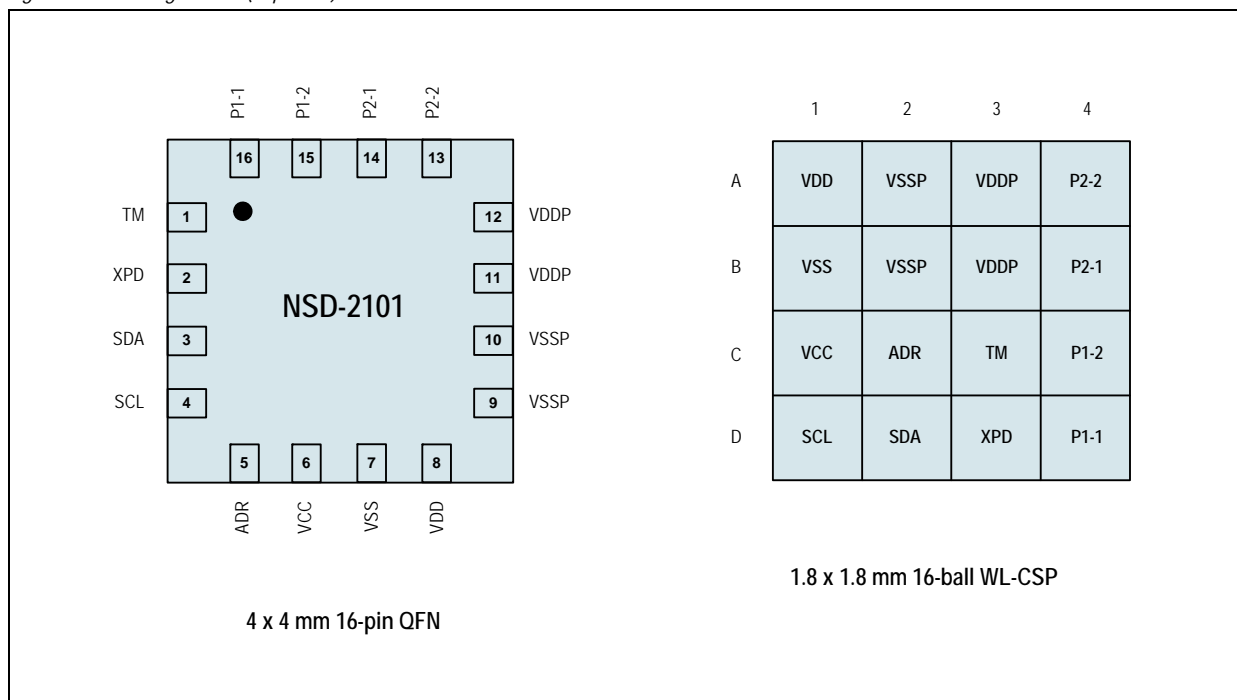 P1-1 P1-2 P2-1 P2-2
16 15 14 13
TM 1 12 VDDP
XPD 2 11 VDDP
NSD-2101
SDA 3 10 VSSP
SCL 4 9 VSSP
5 6 7 8
ADR VCC VSS VDD
4 x 4 mm 16-pin QFN
1 2 3 4
A VDD VSSP VDDP P2-2
B VSS VSSP VDDP P2-1
C VCC ADR TM P1-2
D SCL SDA XPD P1-1
1.8 x 1.8 mm 16-ball WL-CSP